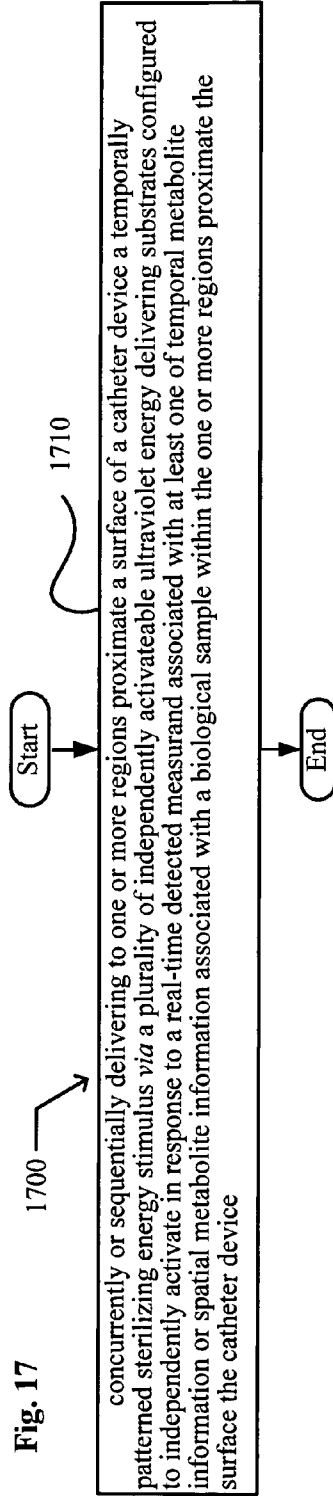 Fig. 17
1700
Start
1710
concurrently or sequentially delivering to one or more regions proximate a surface of a catheter device a temporally
patterned sterilizing energy stimulus via a plurality of independently activateable ultraviolet energy delivering substrates configured
to independently activate in response to a real-time detected measurand associated with at least one of temporal metabolite
information or spatial metabolite information associated with a biological sample within the one or more regions proximate the
surface the catheter device
End